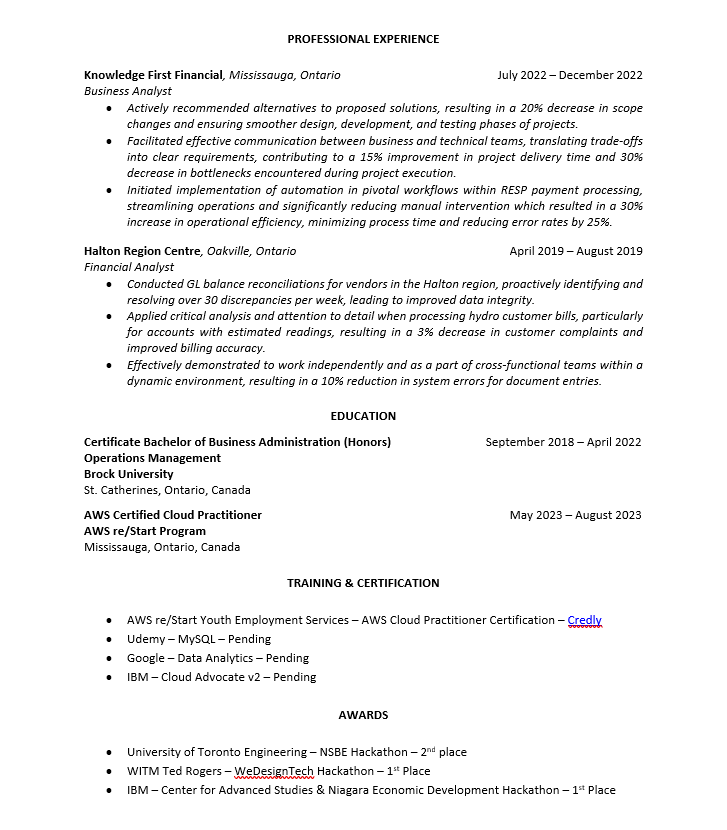 PROFESSIONAL EXPERIENCE
Knowledge First Financial, Mississauga, Ontario July 2022 – December 2022
Business Analyst
• Actively recommended alternatives to proposed solutions, resulting in a 20% decrease in scope
changes and ensuring smoother design, development, and testing phases of projects.
• Facilitated effective communication between business and technical teams, translating trade-offs
into clear requirements, contributing to a 15% improvement in project delivery time and 30%
decrease in bottlenecks encountered during project execution.
• Initiated implementation of automation in pivotal workflows within RESP payment processing,
streamlining operations and significantly reducing manual intervention which resulted in a 30%
increase in operational efficiency, minimizing process time and reducing error rates by 25%.
Halton Region Centre, Oakville, Ontario April 2019 – August 2019
Financial Analyst
• Conducted GL balance reconciliations for vendors in the Halton region, proactively identifying and
resolving over 30 discrepancies per week, leading to improved data integrity.
• Applied critical analysis and attention to detail when processing hydro customer bills, particularly
for accounts with estimated readings, resulting in a 3% decrease in customer complaints and
improved billing accuracy.
• Effectively demonstrated to work independently and as a part of cross-functional teams within a
dynamic environment, resulting in a 10% reduction in system errors for document entries.
EDUCATION
Certificate Bachelor of Business Administration (Honors) September 2018 – April 2022
Operations Management
Brock University
St. Catherines, Ontario, Canada
AWS Certified Cloud Practitioner May 2023 – August 2023
AWS re/Start Program
Mississauga, Ontario, Canada
TRAINING & CERTIFICATION
• AWS re/Start Youth Employment Services – AWS Cloud Practitioner Certification – Credly
• Udemy – MySQL – Pending
• Google – Data Analytics – Pending
• IBM – Cloud Advocate v2 – Pending
AWARDS
• University of Toronto Engineering – NSBE Hackathon – 2nd place
• WITM Ted Rogers – WeDesignTech Hackathon – 1st Place
• IBM – Center for Advanced Studies & Niagara Economic Development Hackathon – 1st Place